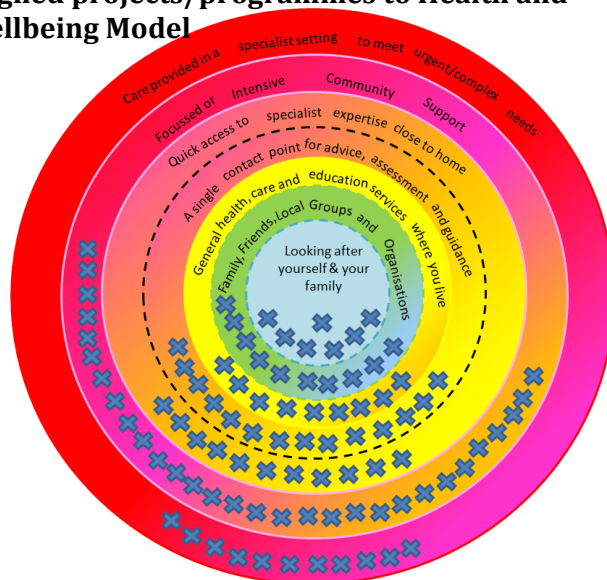 gned projects/programmes to Health and
ellbeing Model
Care provided in a specialist setting to meet urgent/complex needs
Focussed or Intensive Community Support
Quick access to specialist expertise close to home
A single contact point for advice, assessment and guidance
General health, care and education services where you live
Family, Friends, Local Groups and Organisations
Looking after
yourself & your
family